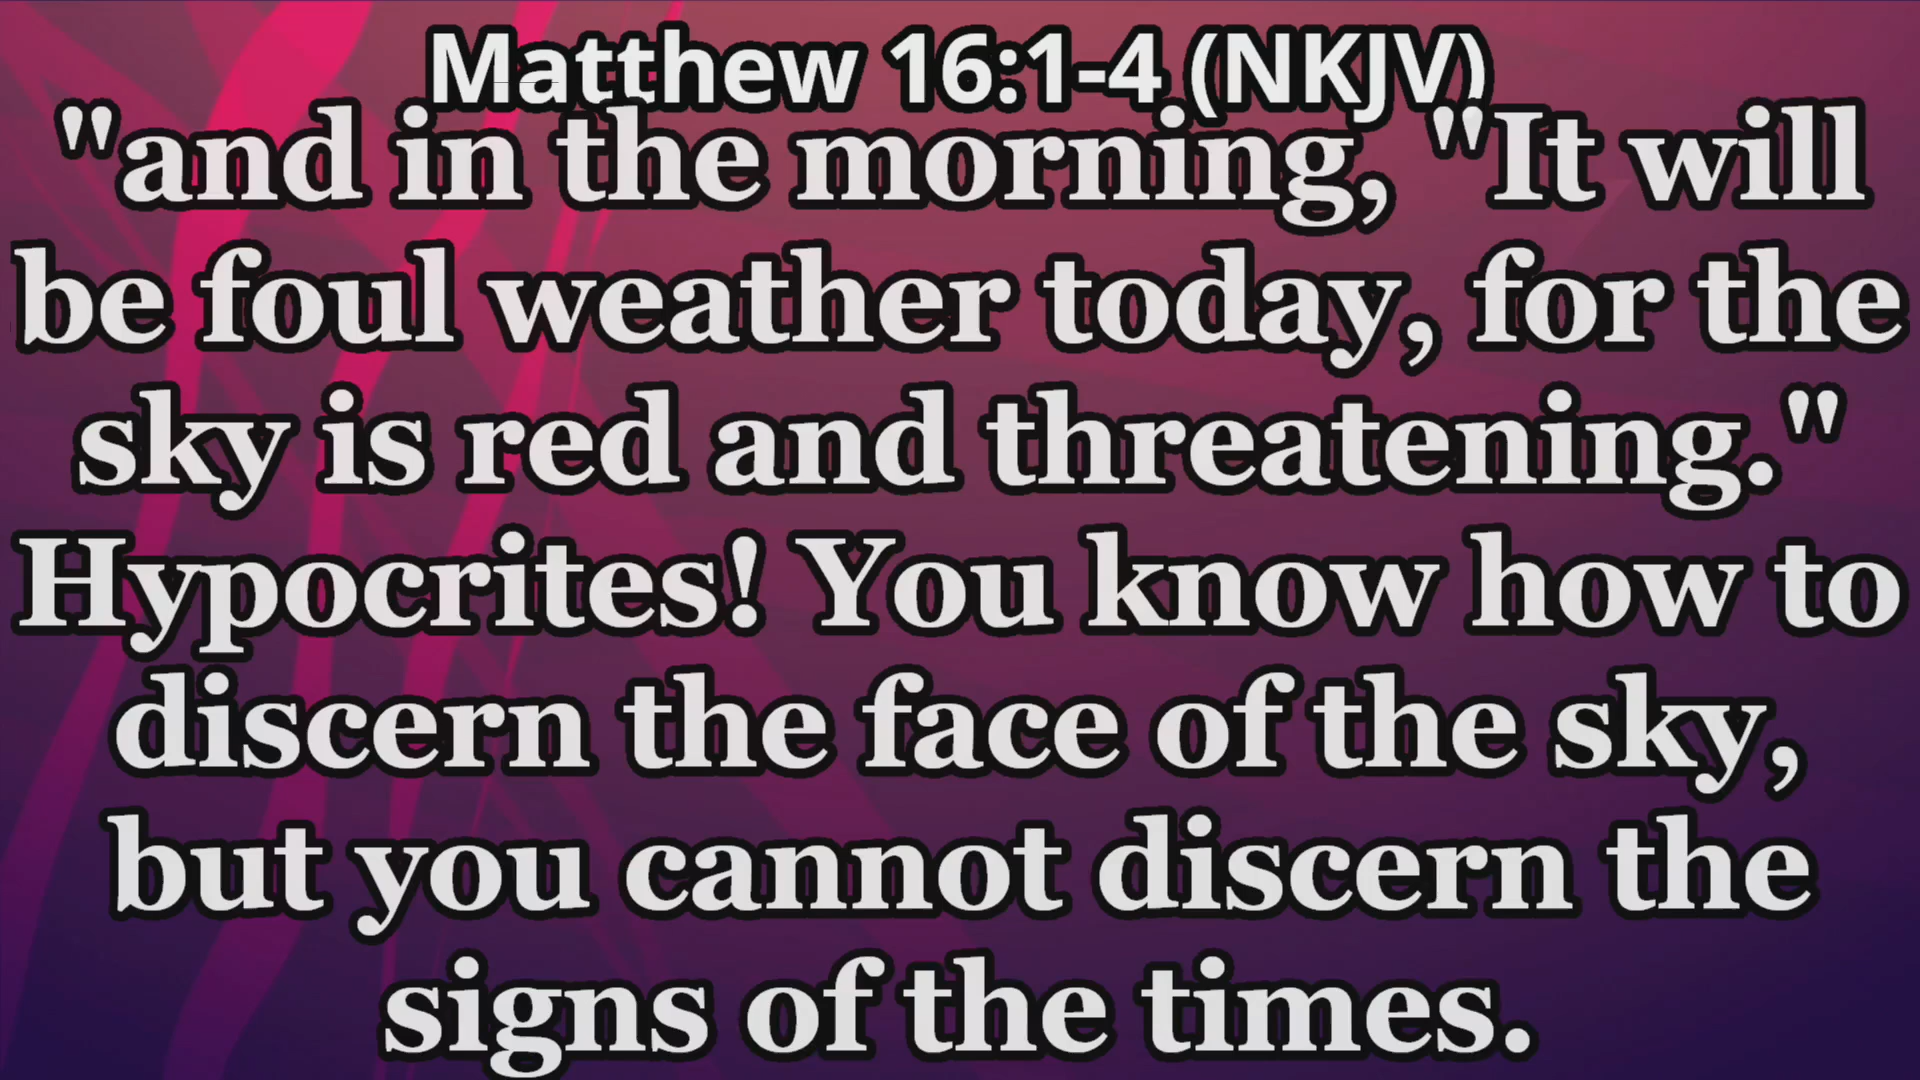 Matthew 16:1-4 (NKJV)
"and in the morning, "It will
be foul weather today, for the
sky is red and threatening."
Hypocrites! You know how to
discern the face of the sky,
but you cannot discern the
signs of the times.